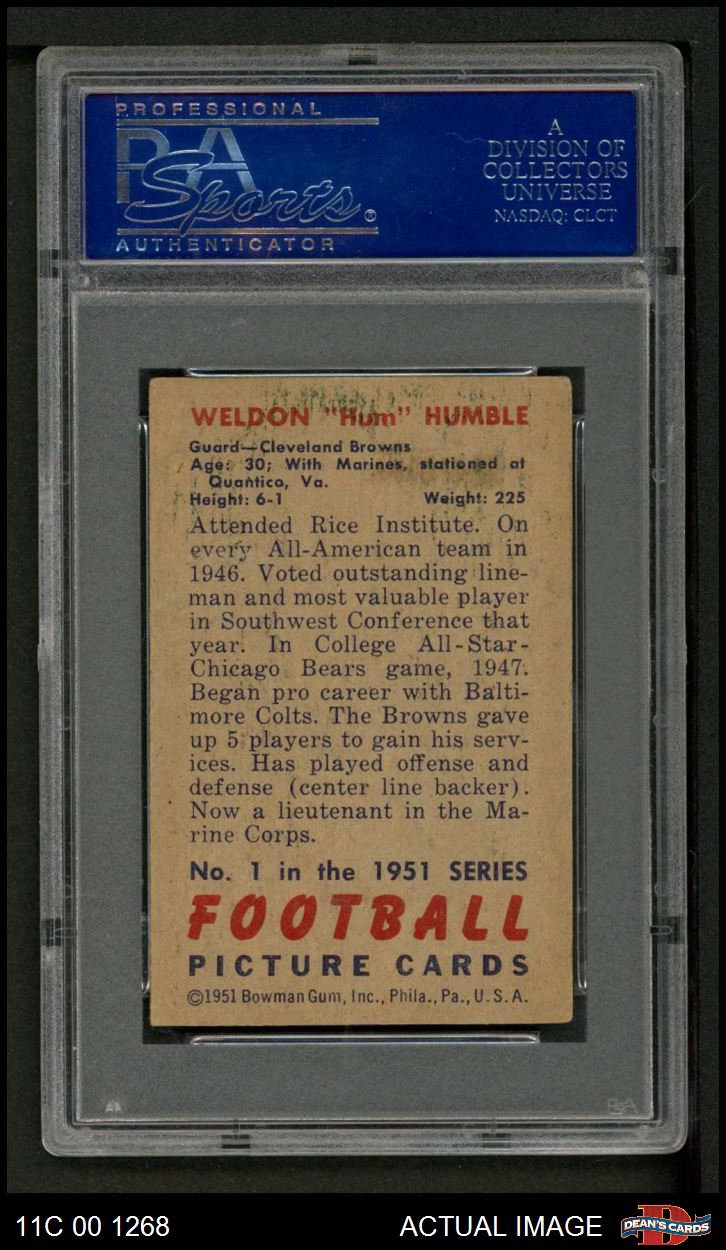 PROFESSIONAL
PSA
Sports®
AUTHENTICATOR
A
DIVISION OF
COLLECTORS
UNIVERSE
NASDAQ: CLCT
WELDON "Hum" HUMBLE
Guard—Cleveland Browns
Age: 30; With Marines, stationed at
Quantico, Va.
Height: 6-1 Weight: 225
Attended Rice Institute. On
every All-American team in
1946. Voted outstanding line-
man and most valuable player
in Southwest Conference that
year. In College All-Star-
Chicago Bears game, 1947.
Began pro career with Balti-
more Colts. The Browns gave
up 5 players to gain his serv-
ices. Has played offense and
defense (center line backer).
Now a lieutenant in the Ma-
rine Corps.
No. 1 in the 1951 SERIES
FOOTBALL
PICTURE CARDS
©1951 Bowman Gum, Inc., Phila., Pa., U.S.A.
PSA
11C 00 1268
ACTUAL IMAGE
D
DEAN'S CARDS